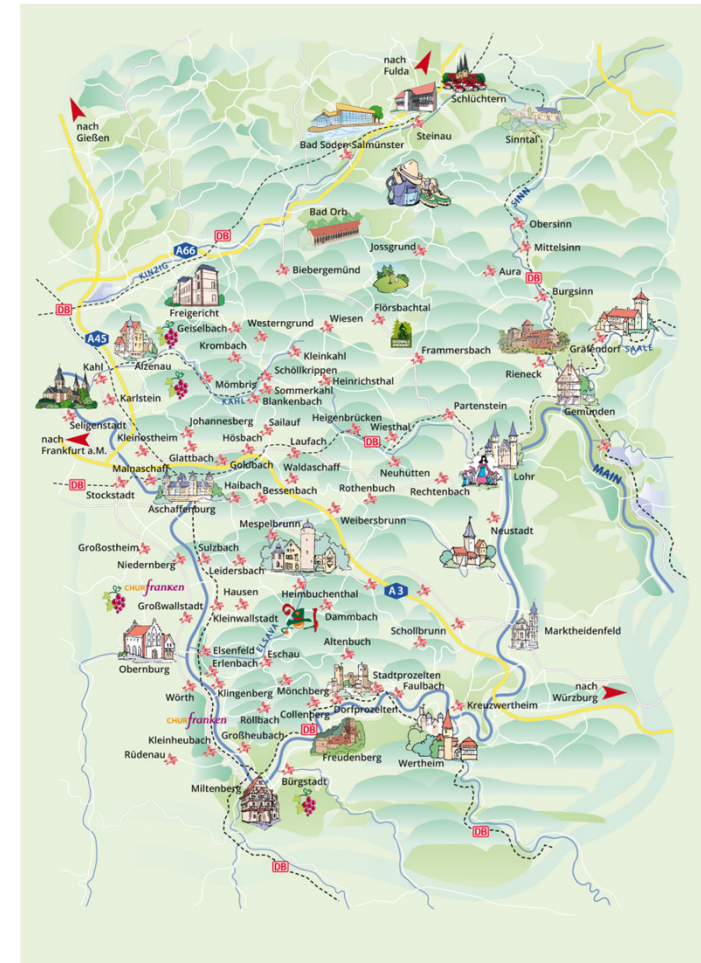 nach
Fulda
Schlüchtern
nach
Gießen
Steinau
Sinntal
Bad Soden-Salmünster
SINN
Bad Orb
Obersinn
DB
Jossgrund
Mittelsinn
A66
KINZIG
Biebergemünd
Aura
DB
Burgsinn
Freigericht
Flörsbachtal
DB
Geiselbach
Westerngrund
Wiesen
A45
Krombach
Gräfendorf
SAALE
Alzenau
Kleinkahl
Frammersbach
Kahl
Schöllkrippen
Rieneck
Mömbris
Heinrichsthal
Sommerkahl
Karlstein
KAHL
Blankenbach
Partenstein
Gemünden
Seligenstadt
Johannesberg
Sailauf
Heigenbrücken
Wiesthal
nach
Frankfurt a.M.
Kleinostheim
Hösbach
Laufach
DB
Glattbach
Goldbach
Waldaschaff
Neuhütten
Lohr
MAIN
Mainaschaff
DB
Stockstadt
Haibach
Bessenbach
Rothenbuch
Rechtenbach
Aschaffenburg
Mespelbrunn
Weibersbrunn
Neustadt
Großostheim
Sulzbach
Niedernberg
Leidersbach
CHURfranken
Hausen
Heimbuchenthal
A3
Großwallstadt
Kleinwallstadt
Dammbach
Schollbrunn
Marktheidenfeld
ELSAVA
Altenbuch
Elsenfeld
Eschau
Erlenbach
Obernburg
Stadtprozelten
Wörth
Klingenberg
Mönchberg
Faulbach
nach
Würzburg
CHURfranken
Röllbach
Collenberg
Dorfprozelten
Kreuzwertheim
Kleinheubach
Großheubach
DB
Rüdenau
Freudenberg
Wertheim
Miltenberg
Bürgstadt
DB
DB